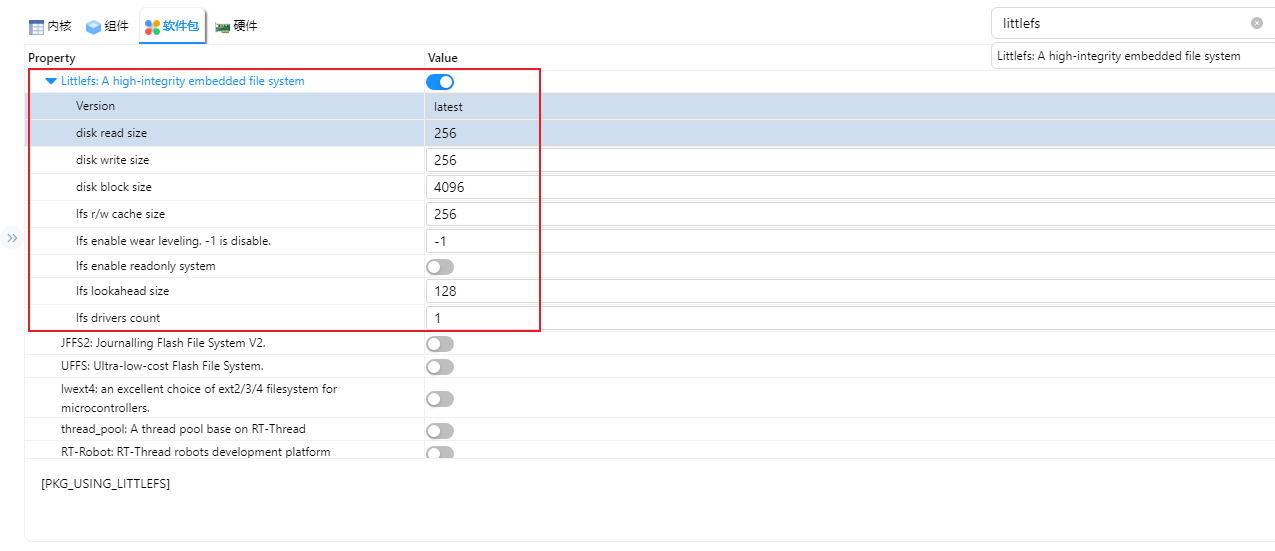 内核 组件 软件包 硬件 littlefs
Littlefs: A high-integrity embedded file system
Property Value
Littlefs: A high-integrity embedded file system
Version latest
disk read size 256
disk write size 256
disk block size 4096
lfs r/w cache size 256
lfs enable wear leveling. -1 is disable. -1
lfs enable readonly system
lfs lookahead size 128
lfs drivers count 1
JFFS2: Journalling Flash File System V2.
UFFS: Ultra-low-cost Flash File System.
lwext4: an excellent choice of ext2/3/4 filesystem for
microcontrollers.
thread_pool: A thread pool base on RT-Thread
RT-Robot: RT-Thread robots development platform
[PKG_USING_LITTLEFS]